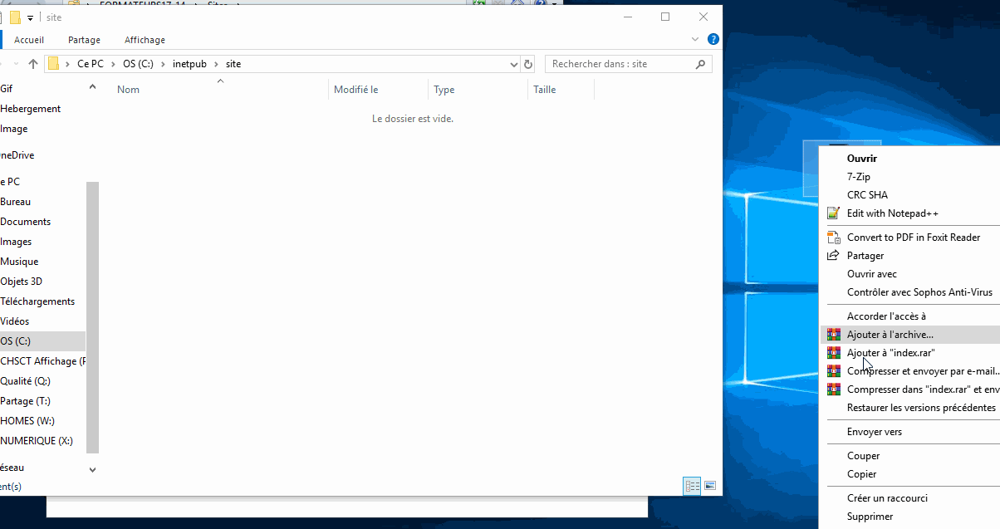 FORMATEURS17-14 > Sites >
site
Accueil Partage Affichage
Ce PC > OS (C:) > inetpub > site
Rechercher dans : site
Nom Modifié le Type Taille
Le dossier est vide.
Gif
Hebergement
Image
neDrive
e PC
Bureau
Documents
Images
Musique
Objets 3D
Téléchargements
Vidéos
OS (C:)
CHSCT Affichage (F
Qualité (Q:)
Partage (T:)
HOMES (W:)
NUMERIQUE (X:)
éseau
ent(s)
Ouvrir
7-Zip
CRC SHA
Edit with Notepad++
Convert to PDF in Foxit Reader
Partager
Ouvrir avec
Contrôler avec Sophos Anti-Virus
Accorder l'accès à
Ajouter à l'archive...
Ajouter à "index.rar"
Compresser et envoyer par e-mail...
Compresser dans "index.rar" et env
Restaurer les versions précédentes
Envoyer vers
Couper
Copier
Créer un raccourci
Supprimer